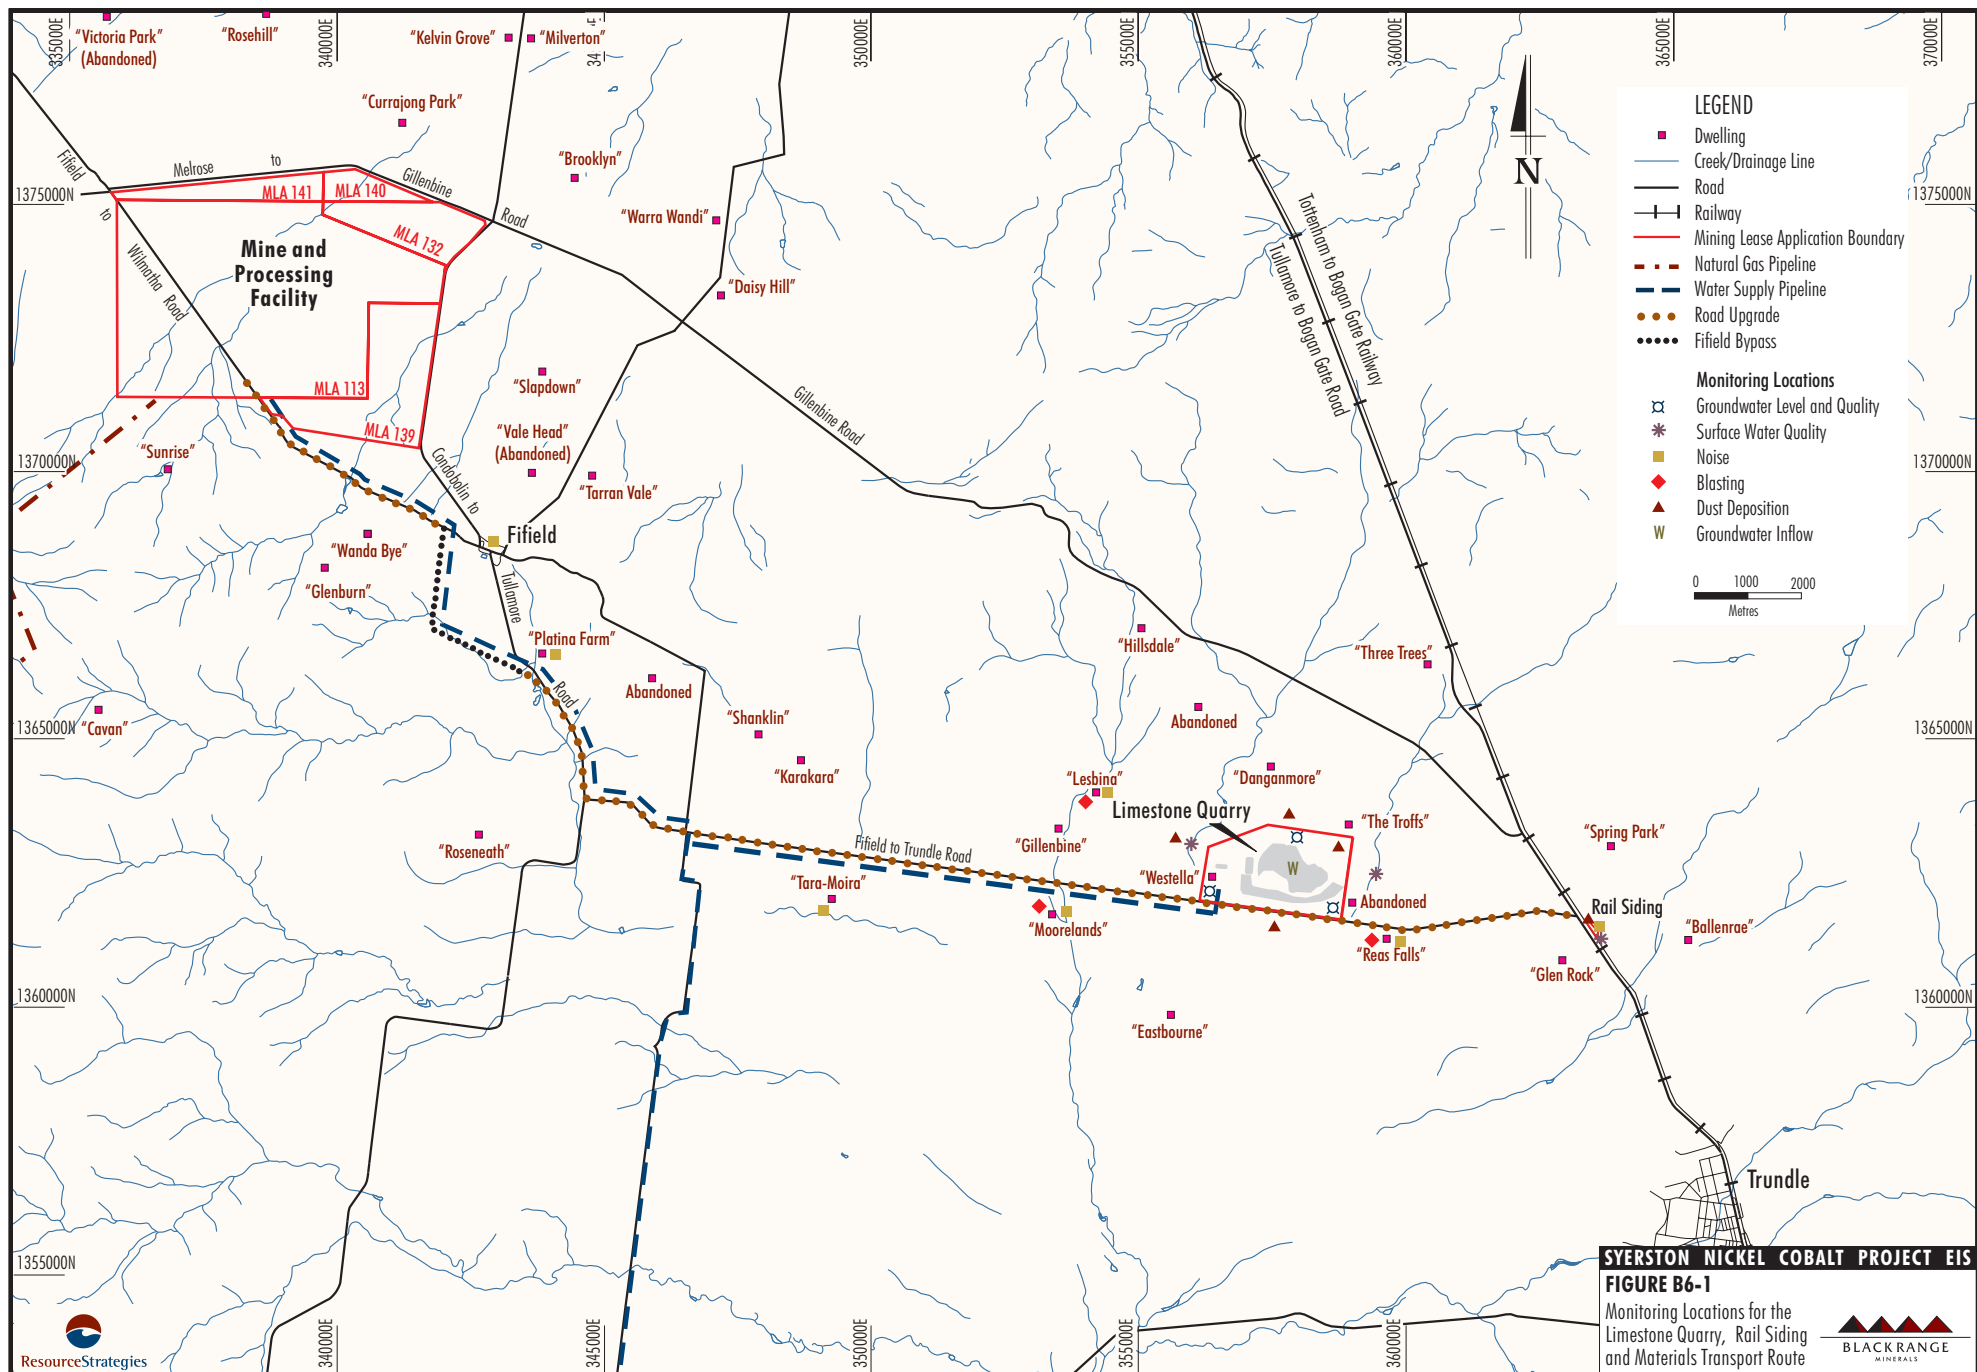 335000E
340000E
34
350000E
355000E
360000E
365000E
370000E
“Victoria Park”
(Abandoned)
“Rosehill”
“Kelvin Grove”
“Milverton”
“Currajong Park”
“Brooklyn”
“Warra Wandi”
“Daisy Hill”
Fifield
to
Wilmatha Road
Melrose
to
Gillenbine
Road
1375000N
1375000N
MLA 141
MLA 140
MLA 132
Mine and
Processing
Facility
MLA 113
MLA 139
“Slapdown”
“Vale Head”
(Abandoned)
“Tarran Vale”
“Sunrise”
1370000N
1370000N
Condobolin to
Tullamore
Road
Fifield
“Wanda Bye”
“Glenburn”
“Platina Farm”
Abandoned
“Shanklin”
“Karakara”
“Cavan”
1365000N
1365000N
“Roseneath”
Gillenbine Road
Tottenham to Bogan Gate Railway
Tullamore to Bogan Gate Road
“Hillsdale”
“Three Trees”
Abandoned
“Danganmore”
“Lesbina”
Limestone Quarry
“The Troffs”
“Gillenbine”
“Westella”
W
Abandoned
Fifield to Trundle Road
“Tara-Moira”
“Moorelands”
“Reas Falls”
“Spring Park”
Rail Siding
“Ballenrae”
“Glen Rock”
“Eastbourne”
1360000N
1360000N
Trundle
1355000N
340000E
345000E
350000E
355000E
360000E
N
LEGEND
Dwelling
Creek/Drainage Line
Road
Railway
Mining Lease Application Boundary
Natural Gas Pipeline
Water Supply Pipeline
Road Upgrade
Fifield Bypass
Monitoring Locations
Groundwater Level and Quality
Surface Water Quality
Noise
Blasting
Dust Deposition
W Groundwater Inflow
0 1000 2000
Metres
ResourceStrategies
SYERSTON NICKEL COBALT PROJECT EIS
FIGURE B6-1
Monitoring Locations for the
Limestone Quarry, Rail Siding
and Materials Transport Route
BLACK RANGE
MINERALS